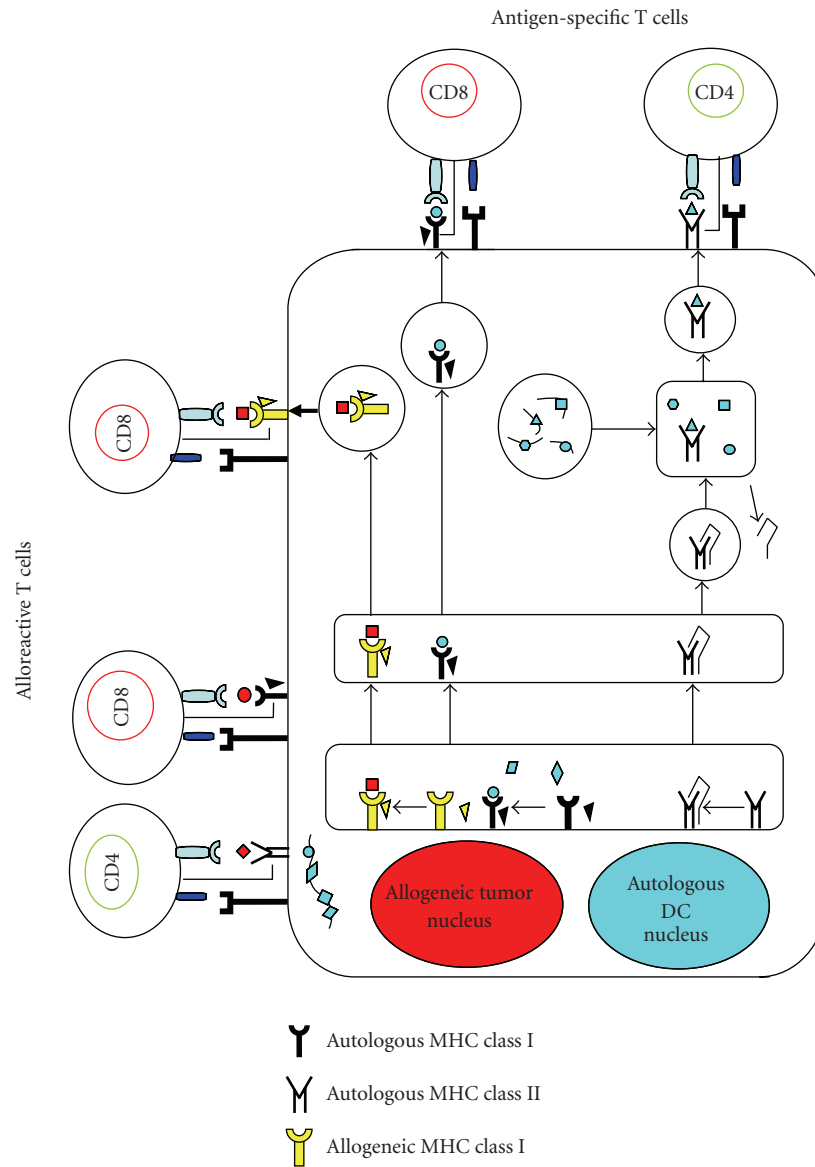 Antigen-specific T cells
CD8
CD4
CD8
Alloreactive T cells
CD8
CD4
Allogeneic tumor
nucleus
Autologous
DC
nucleus
Autologous MHC class I
Autologous MHC class II
Allogeneic MHC class I